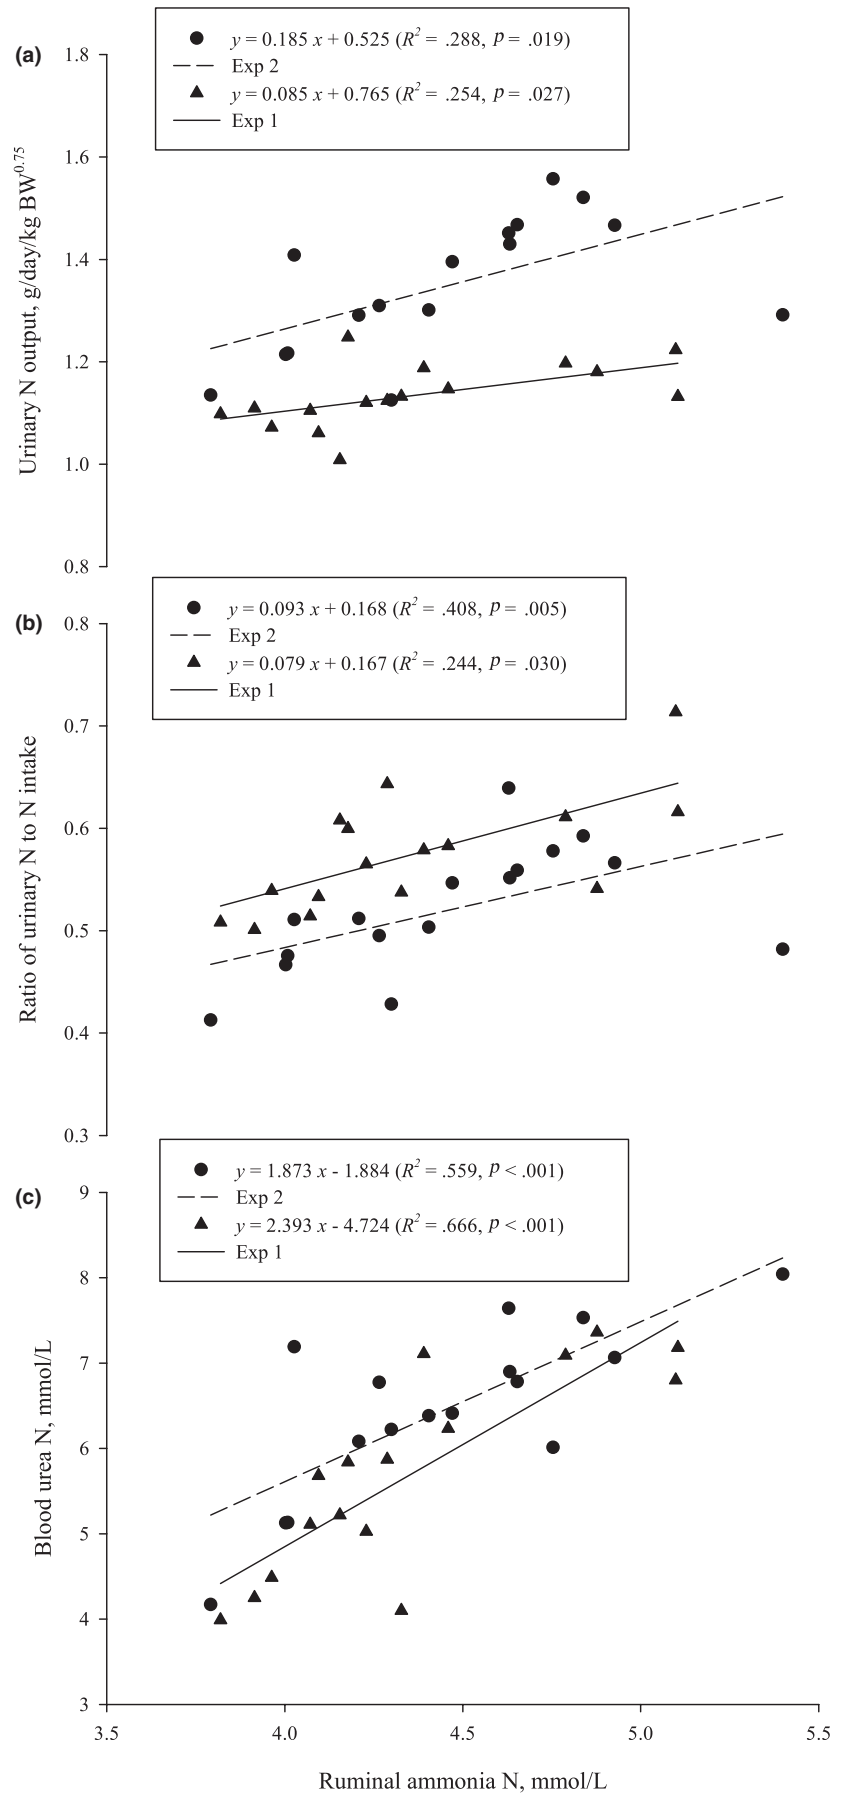 (a)
y = 0.185 x + 0.525 (R² = .288, p = .019)
Exp 2
y = 0.085 x + 0.765 (R² = .254, p = .027)
Exp 1
1.8
1.6
1.4
1.2
1.0
0.8
Urinary N output, g/day/kg BW⁰·⁷⁵
(b)
y = 0.093 x + 0.168 (R² = .408, p = .005)
Exp 2
y = 0.079 x + 0.167 (R² = .244, p = .030)
Exp 1
0.8
0.7
0.6
0.5
0.4
0.3
Ratio of urinary N to N intake
(c)
y = 1.873 x - 1.884 (R² = .559, p < .001)
Exp 2
y = 2.393 x - 4.724 (R² = .666, p < .001)
Exp 1
9
8
7
6
5
4
3
Blood urea N, mmol/L
3.5 4.0 4.5 5.0 5.5
Ruminal ammonia N, mmol/L